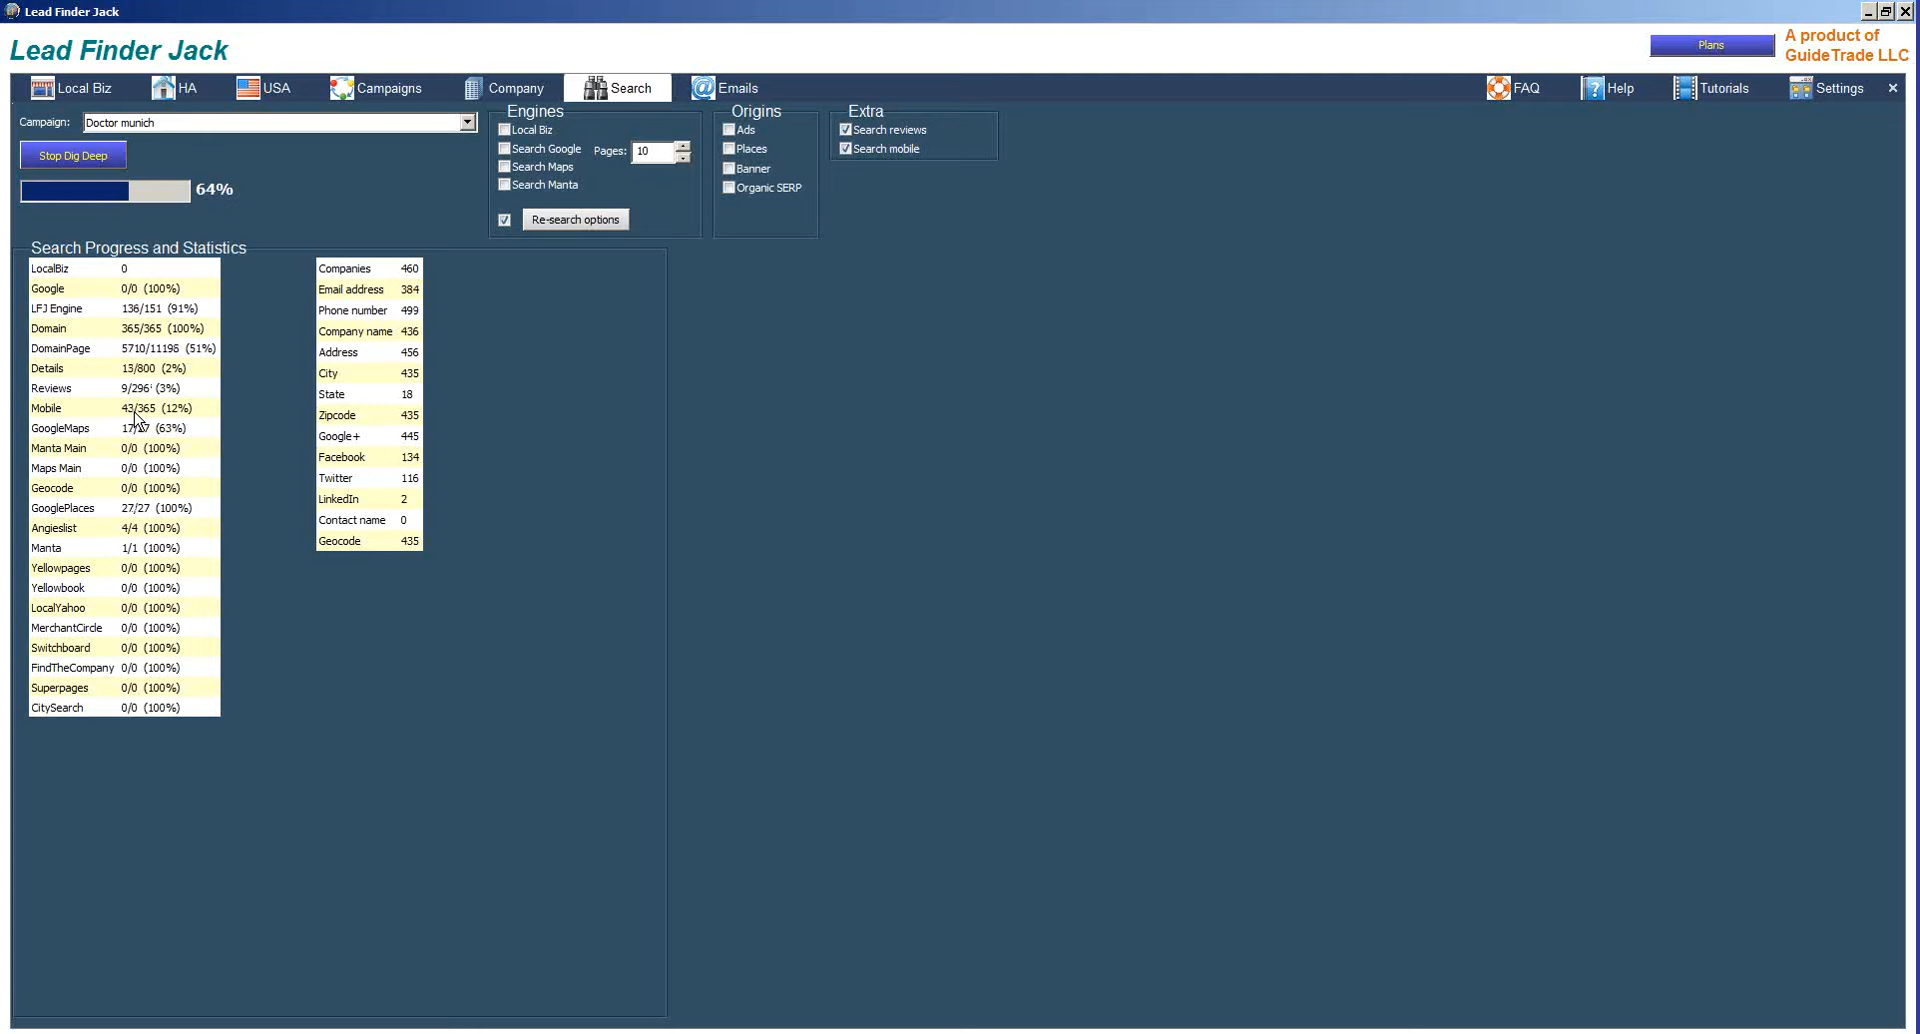 Lead Finder Jack
Lead Finder Jack
Plans
A product of
GuideTrade LLC
Local Biz HA USA Campaigns Company Search Emails FAQ Help Tutorials Settings
Campaign: Doctor munich
Stop Dig Deep
64%
Engines
Local Biz
Search Google Pages: 10
Search Maps
Search Manta
Re-search options
Origins
Ads
Places
Banner
Organic SERP
Extra
Search reviews
Search mobile
Search Progress and Statistics
LocalBiz 0
Google 0/0 (100%)
LFJ Engine 136/151 (91%)
Domain 365/365 (100%)
DomainPage 5710/11196 (51%)
Details 13/800 (2%)
Reviews 9/296 (3%)
Mobile 43/365 (12%)
GoogleMaps (63%)
Manta Main 0/0 (100%)
Maps Main 0/0 (100%)
Geocode 0/0 (100%)
GooglePlaces 27/27 (100%)
Angieslist 4/4 (100%)
Manta 1/1 (100%)
Yellowpages 0/0 (100%)
Yellowbook 0/0 (100%)
LocalYahoo 0/0 (100%)
MerchantCircle 0/0 (100%)
Switchboard 0/0 (100%)
FindTheCompany 0/0 (100%)
Superpages 0/0 (100%)
CitySearch 0/0 (100%)
Companies 460
Email address 384
Phone number 499
Company name 436
Address 456
City 435
State 18
Zipcode 435
Google+ 445
Facebook 134
Twitter 116
LinkedIn 2
Contact name 0
Geocode 435